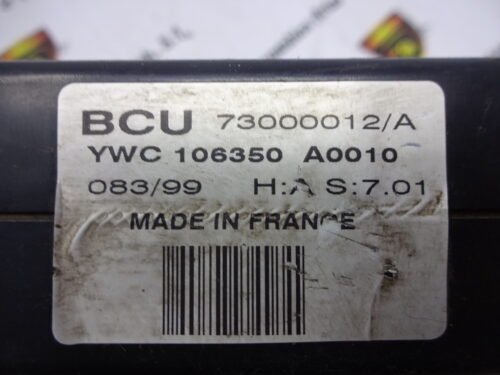 BCU 73000012/A
YWC 106350 A0010
083/99 H:A S:7.01
MADE IN FRANCE